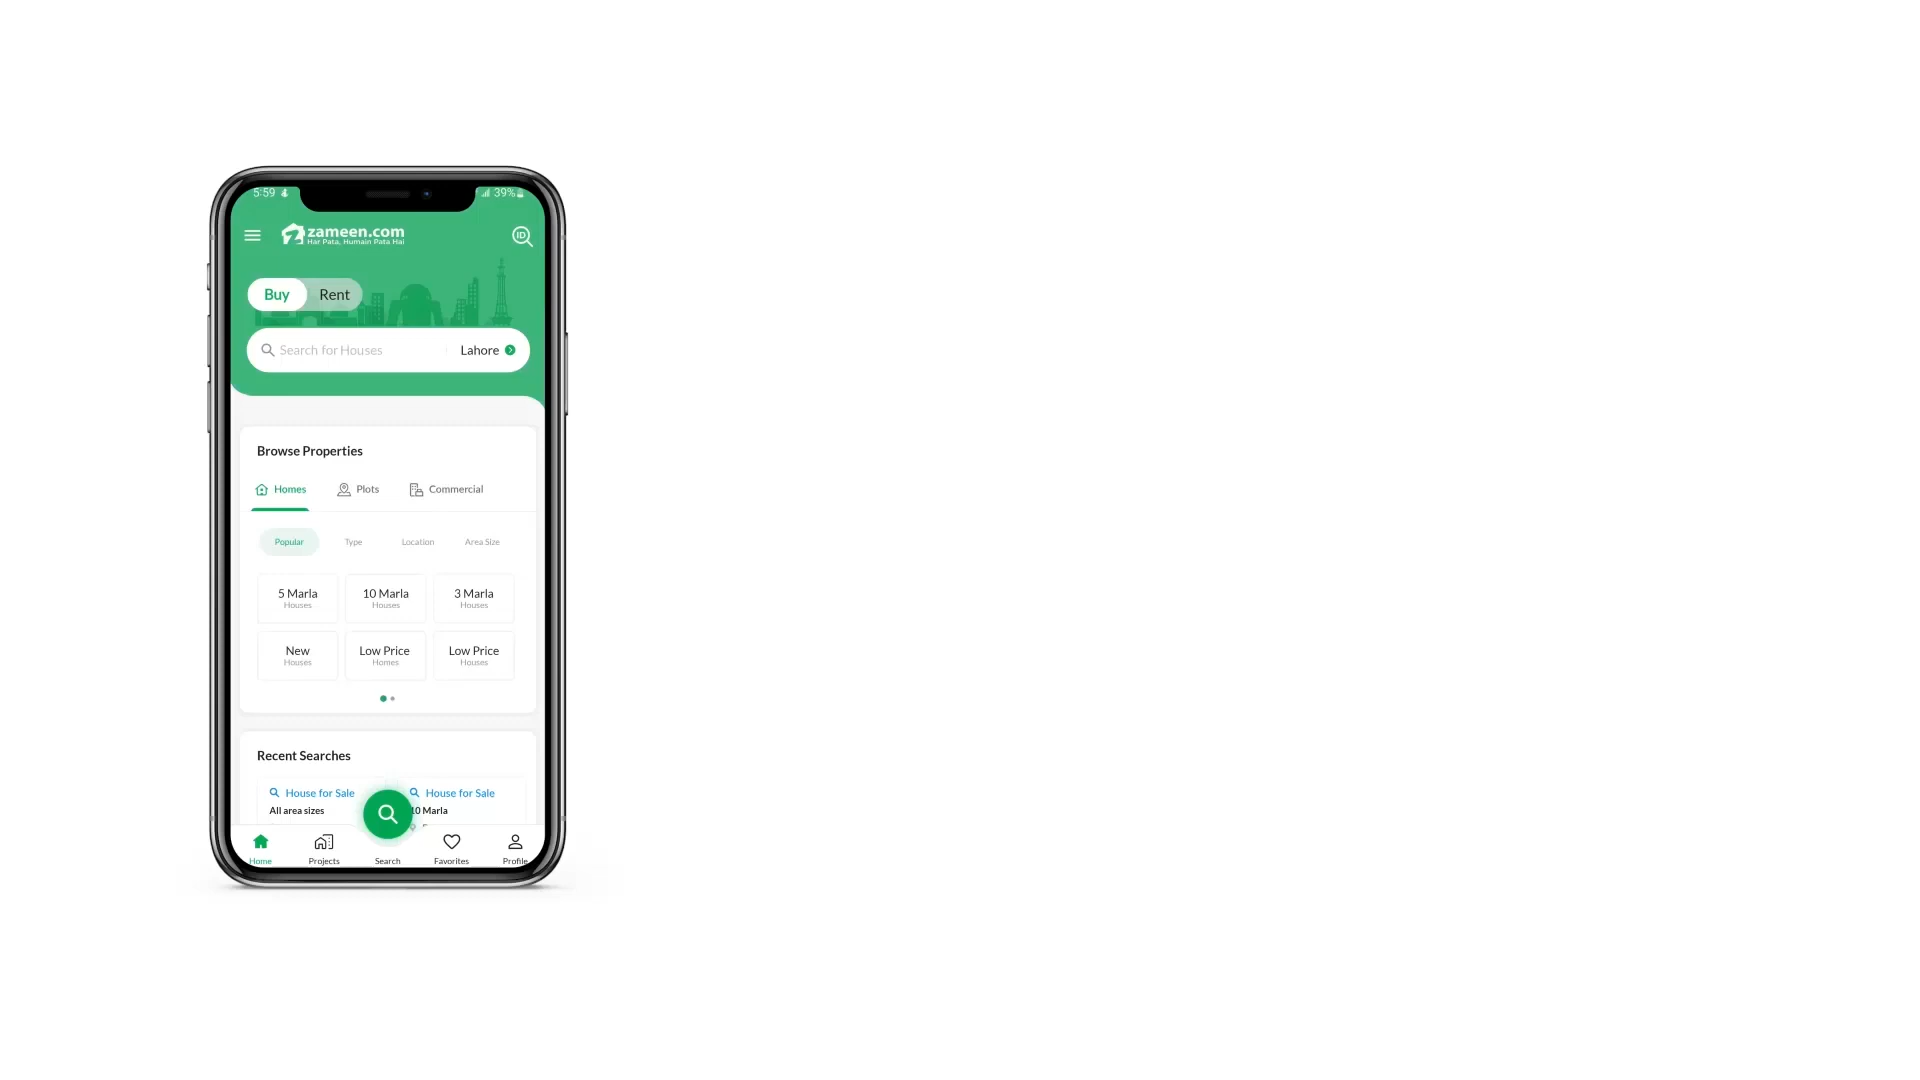 5:59 39%
zameen.com
Har Pata, Humain Pata Hai
ID
Buy Rent
Search for Houses Lahore
Browse Properties
Homes Plots Commercial
Popular Type Location Area Size
5 Marla 10 Marla 3 Marla
Houses Houses Houses
New Low Price Low Price
Houses Homes Houses
Recent Searches
House for Sale House for Sale
All area sizes 10 Marla
Home Projects Search Favorites Profile